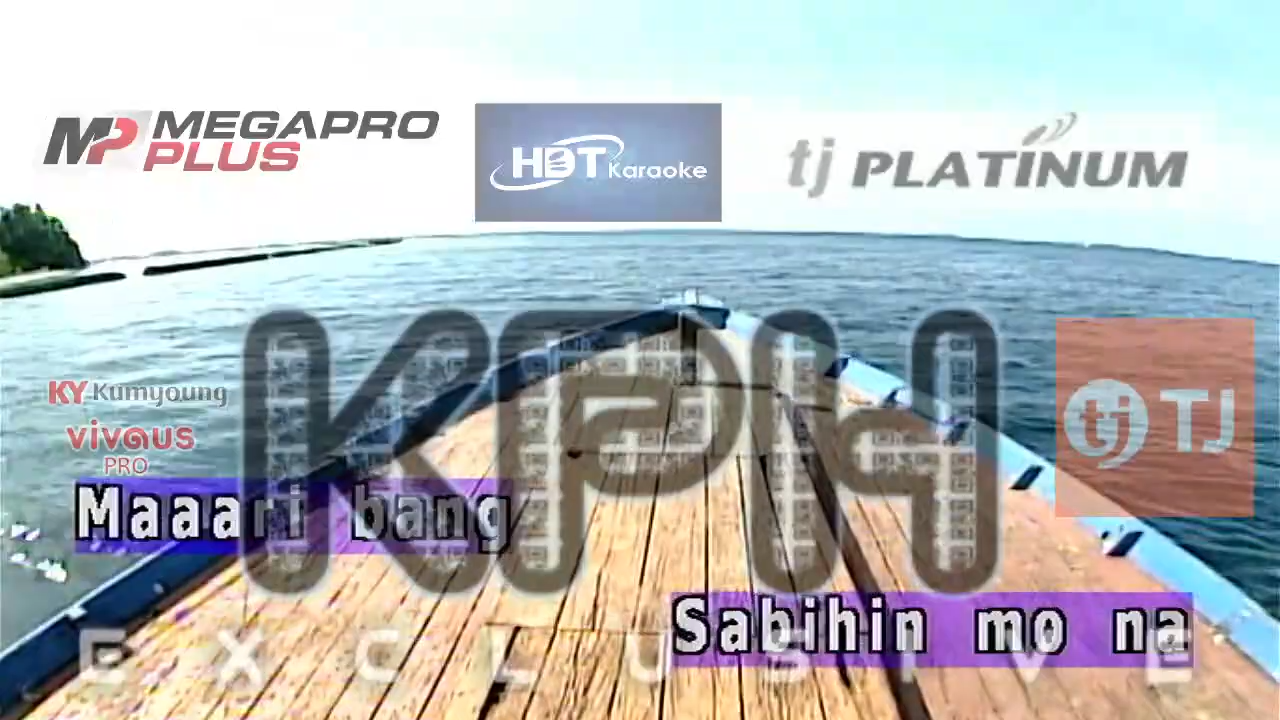 MP MEGAPRO
PLUS
HDT Karaoke
tj PLATINUM
KPH
KY Kumyoung
vivaus
PRO
tj TJ
Maaari bang
Sabihin mo na
EXCLUSIVE